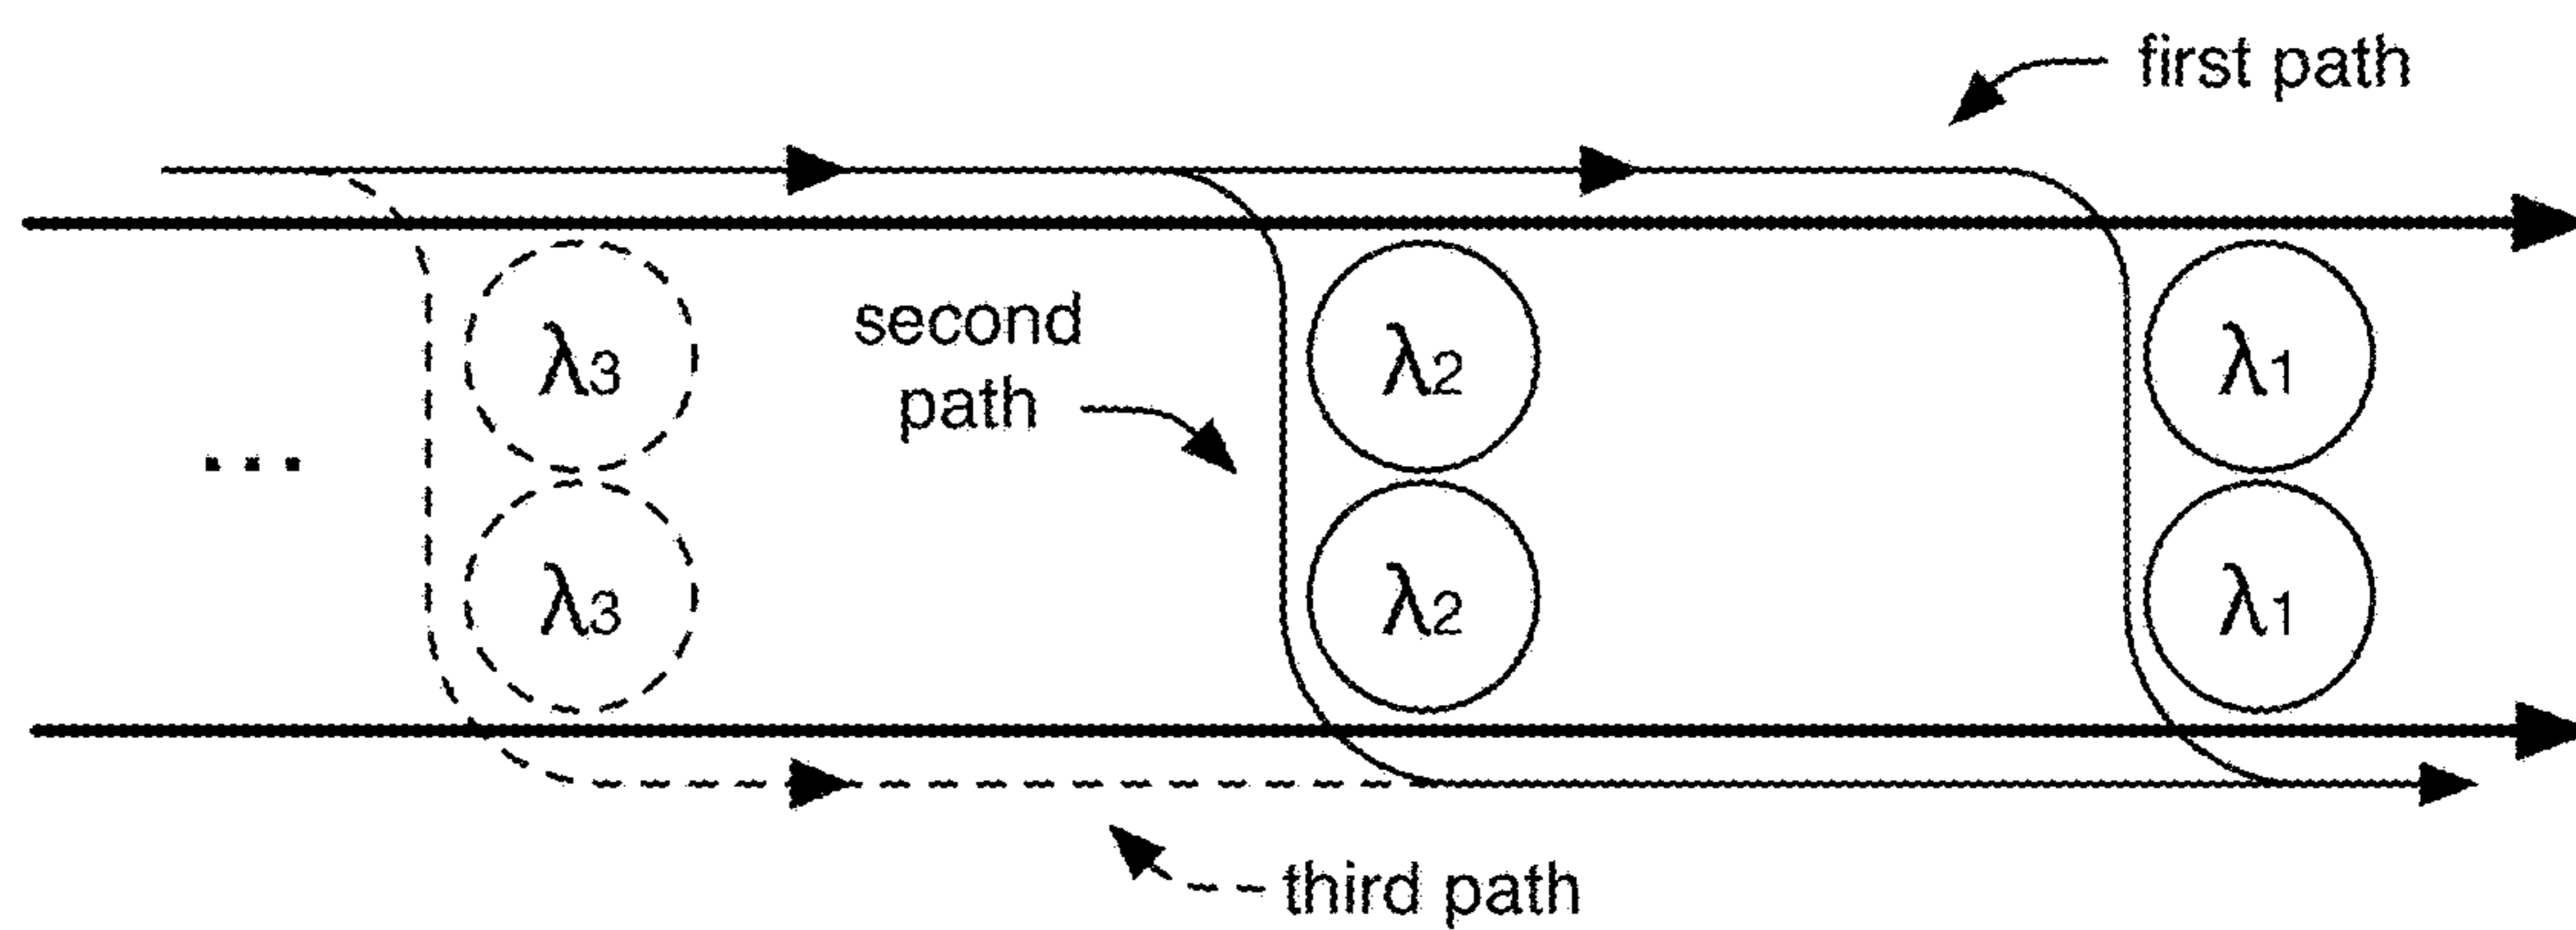 first path
second
path
λ3
λ2
λ1
...
λ3
λ2
λ1
third path